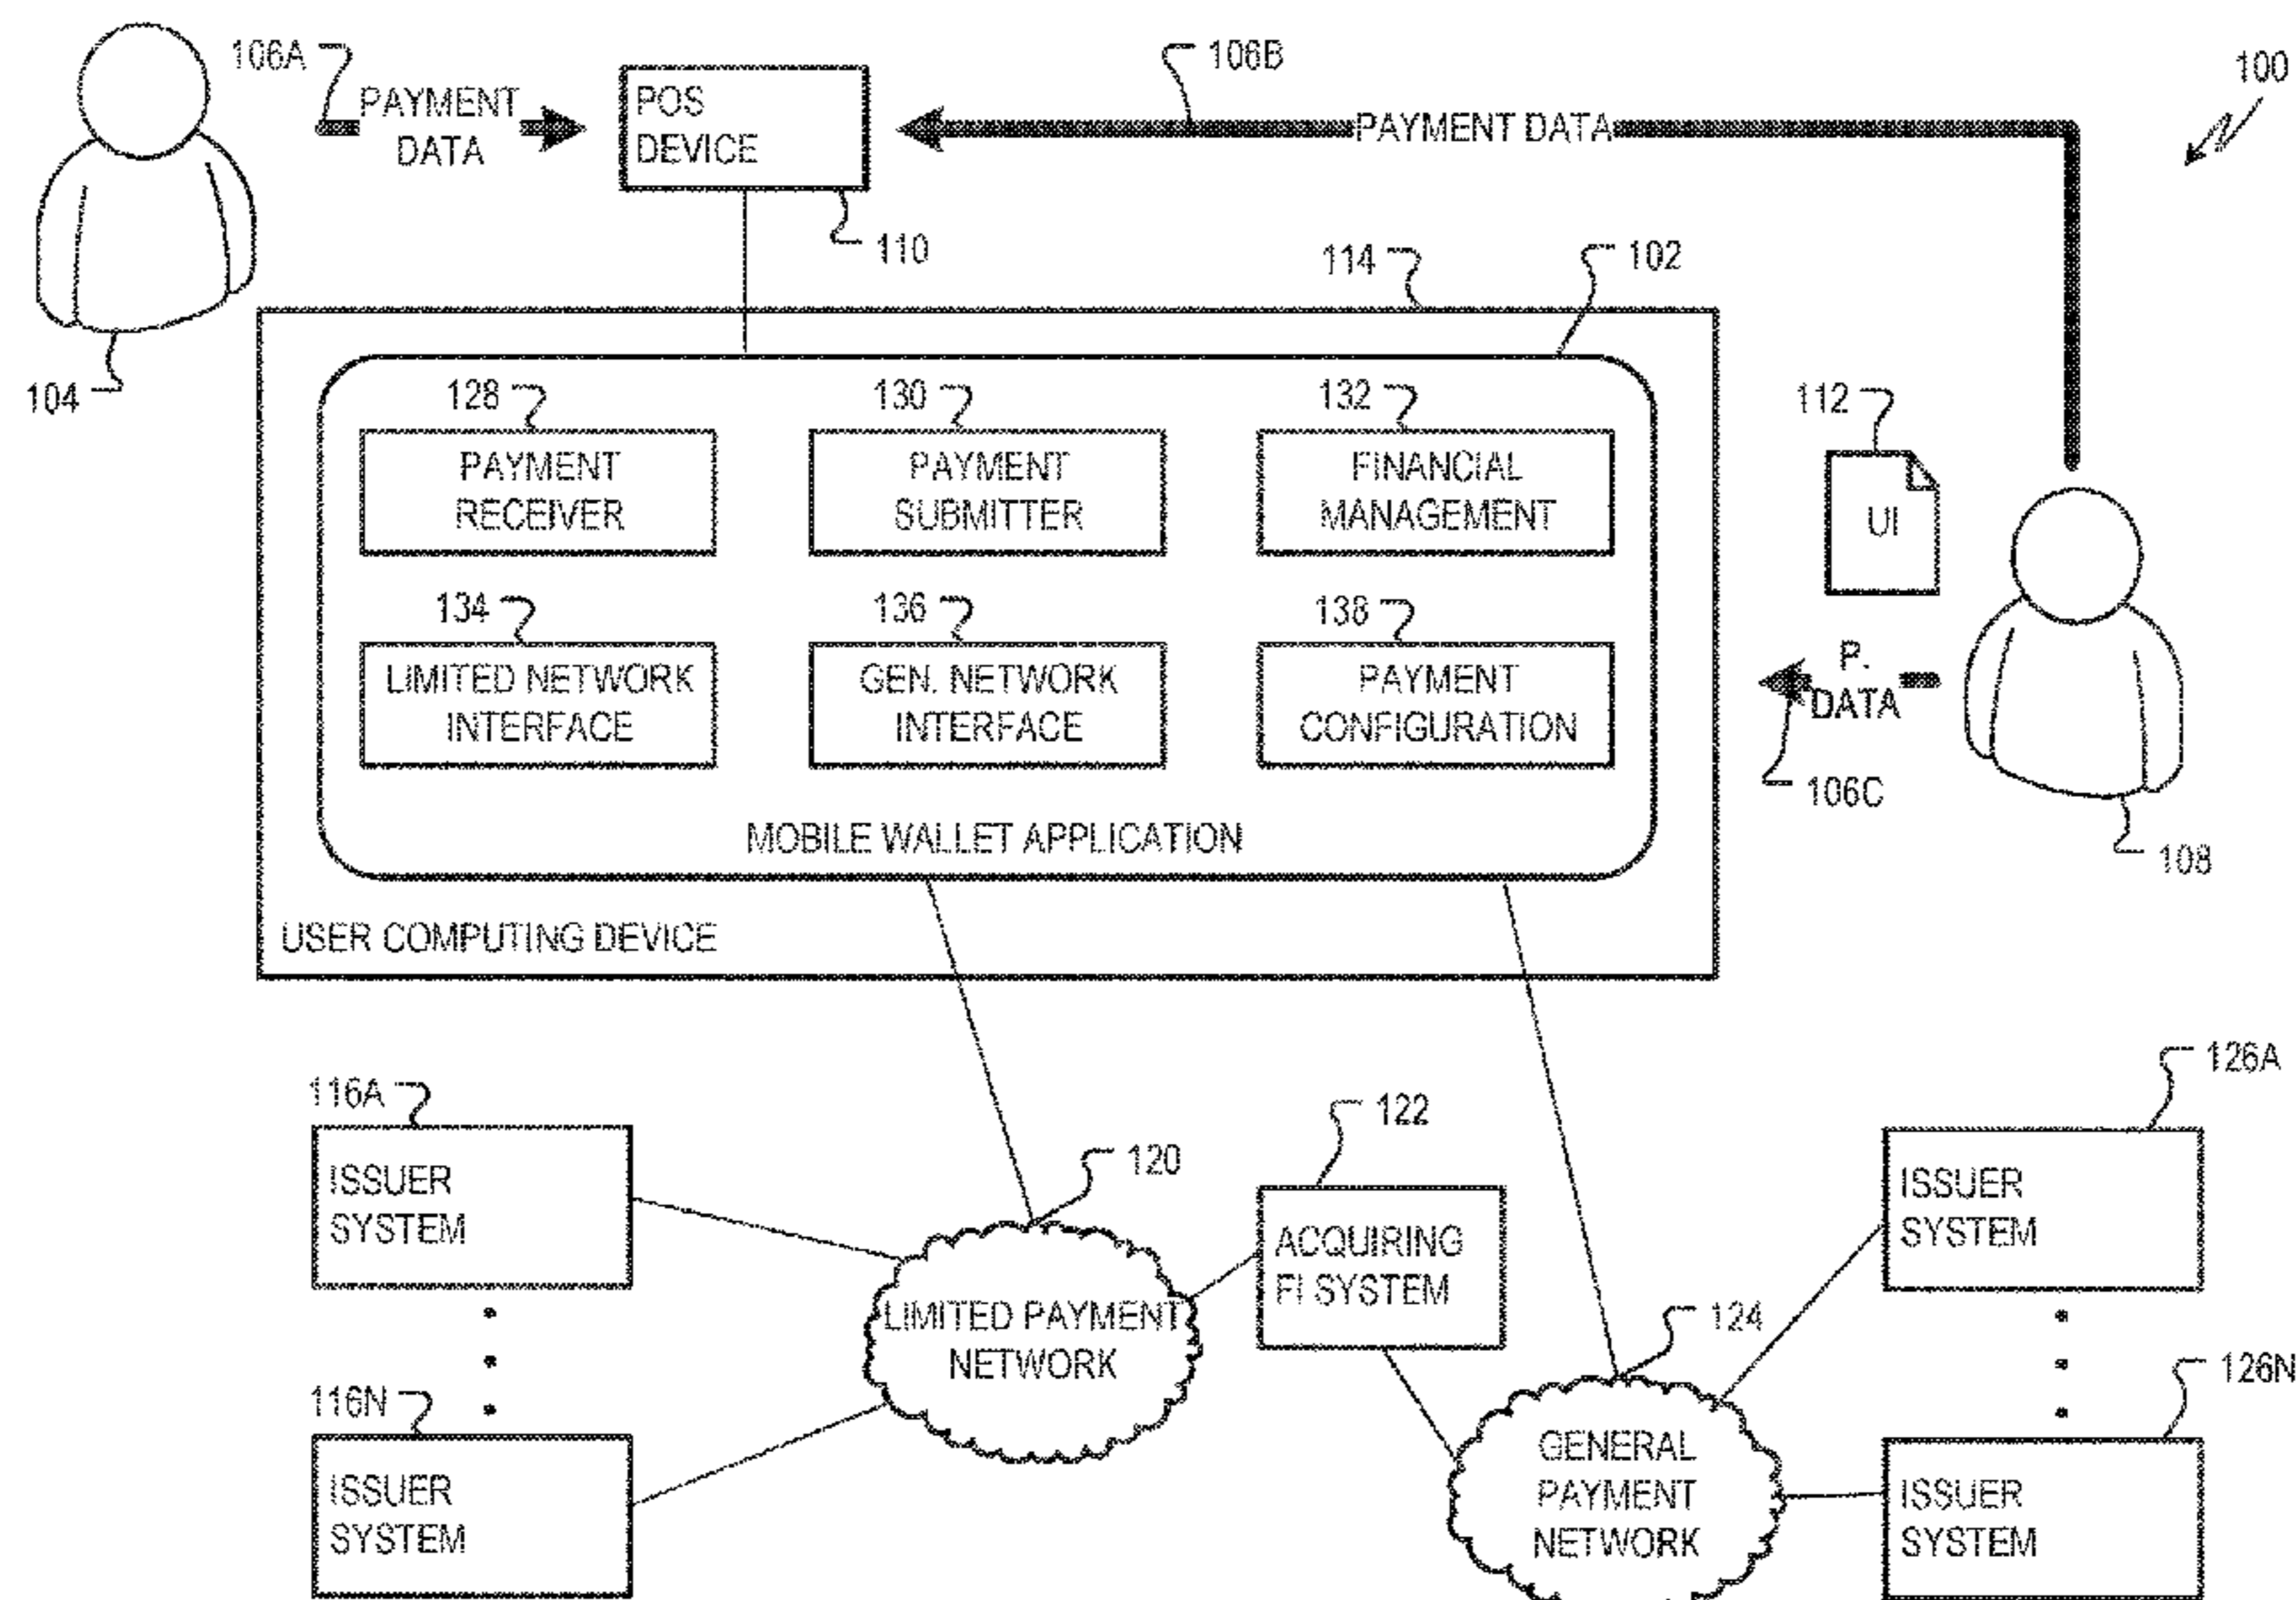 106A
PAYMENT
DATA
POS
DEVICE
106B
PAYMENT DATA
100
110
114
102
104
128
130
132
112
PAYMENT
RECEIVER
PAYMENT
SUBMITTER
FINANCIAL
MANAGEMENT
UI
134
136
138
LIMITED NETWORK
INTERFACE
GEN. NETWORK
INTERFACE
PAYMENT
CONFIGURATION
P.
DATA
106C
MOBILE WALLET APPLICATION
108
USER COMPUTING DEVICE
116A
122
126A
120
ISSUER
SYSTEM
ACQUIRING
FI SYSTEM
ISSUER
SYSTEM
LIMITED PAYMENT
NETWORK
124
116N
126N
ISSUER
SYSTEM
GENERAL
PAYMENT
NETWORK
ISSUER
SYSTEM